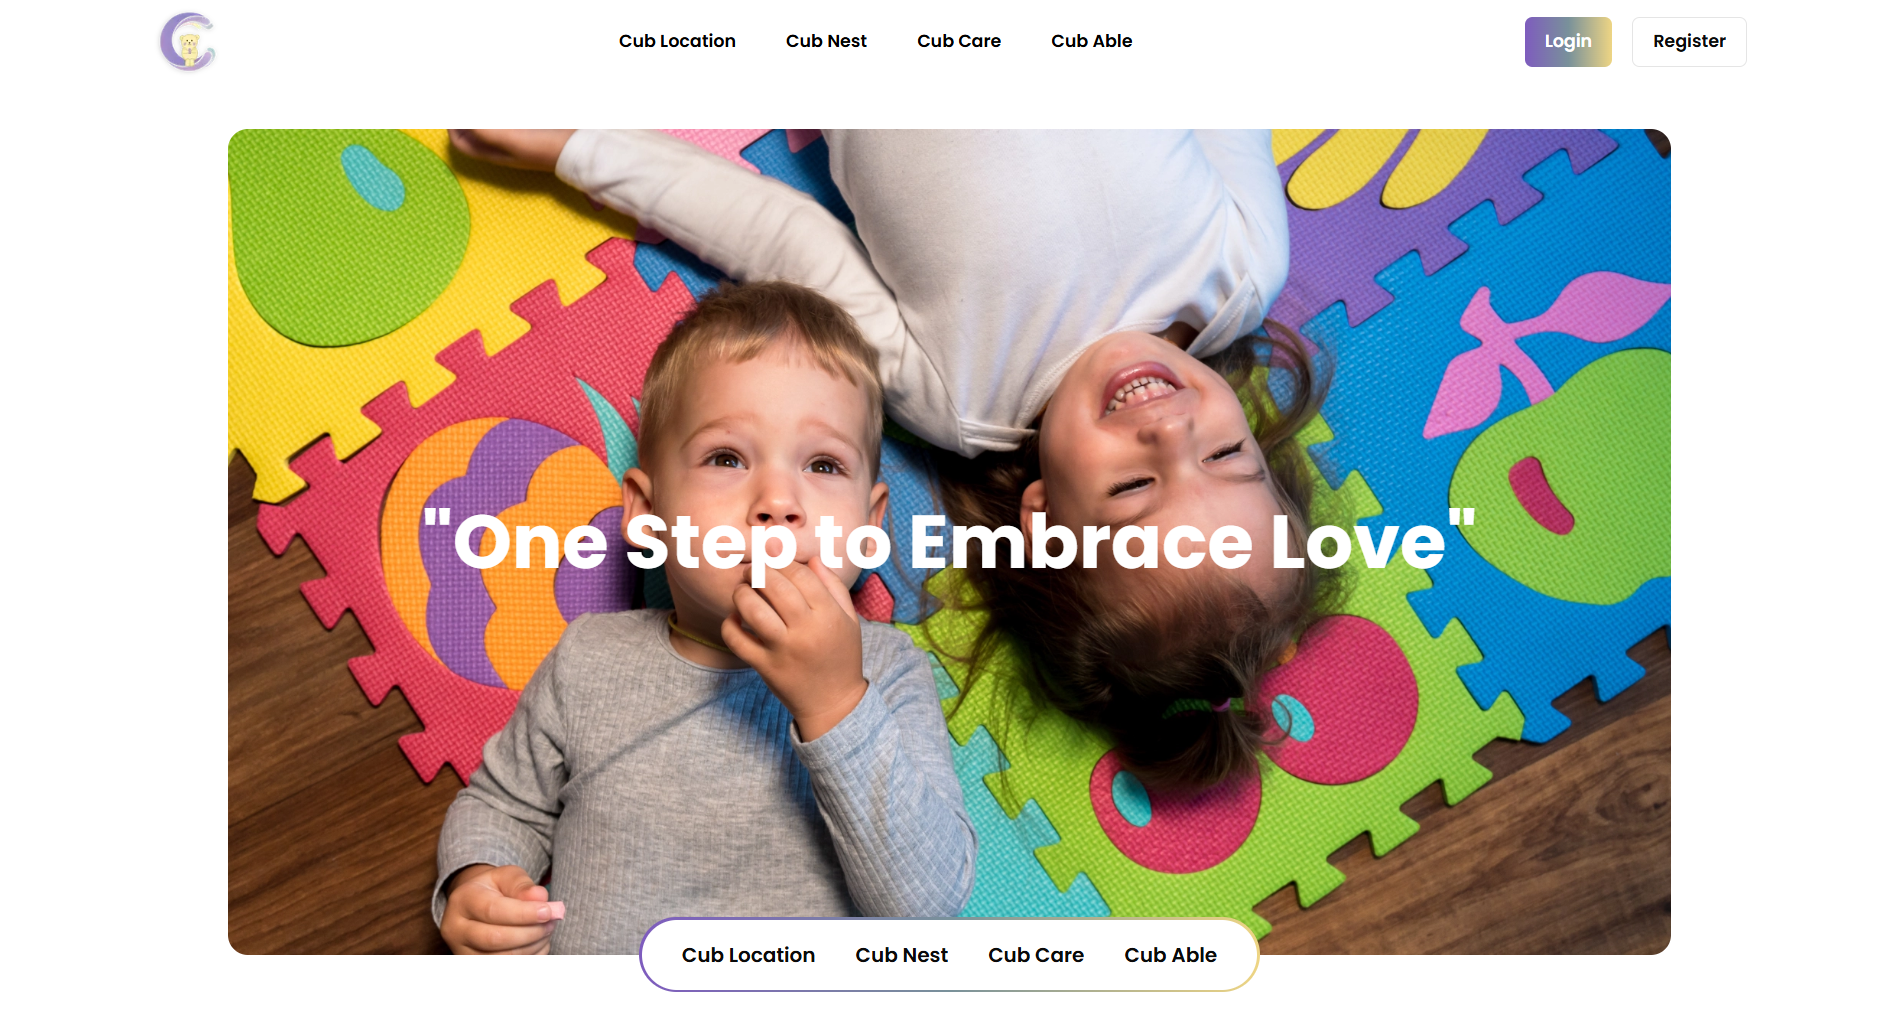 Cub Location Cub Nest Cub Care Cub Able Login Register
"One Step to Embrace Love"
Cub Location Cub Nest Cub Care Cub Able